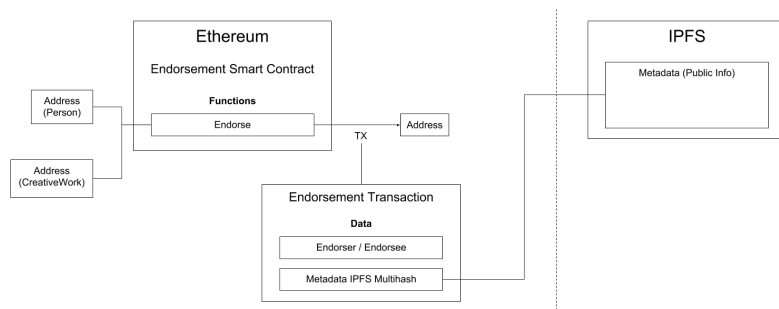 Ethereum
Endorsement Smart Contract
Functions
Endorse
Address
(Person)
Address
(CreativeWork)
TX
Address
Endorsement Transaction
Data
Endorser / Endorsee
Metadata IPFS Multihash
IPFS
Metadata (Public Info)